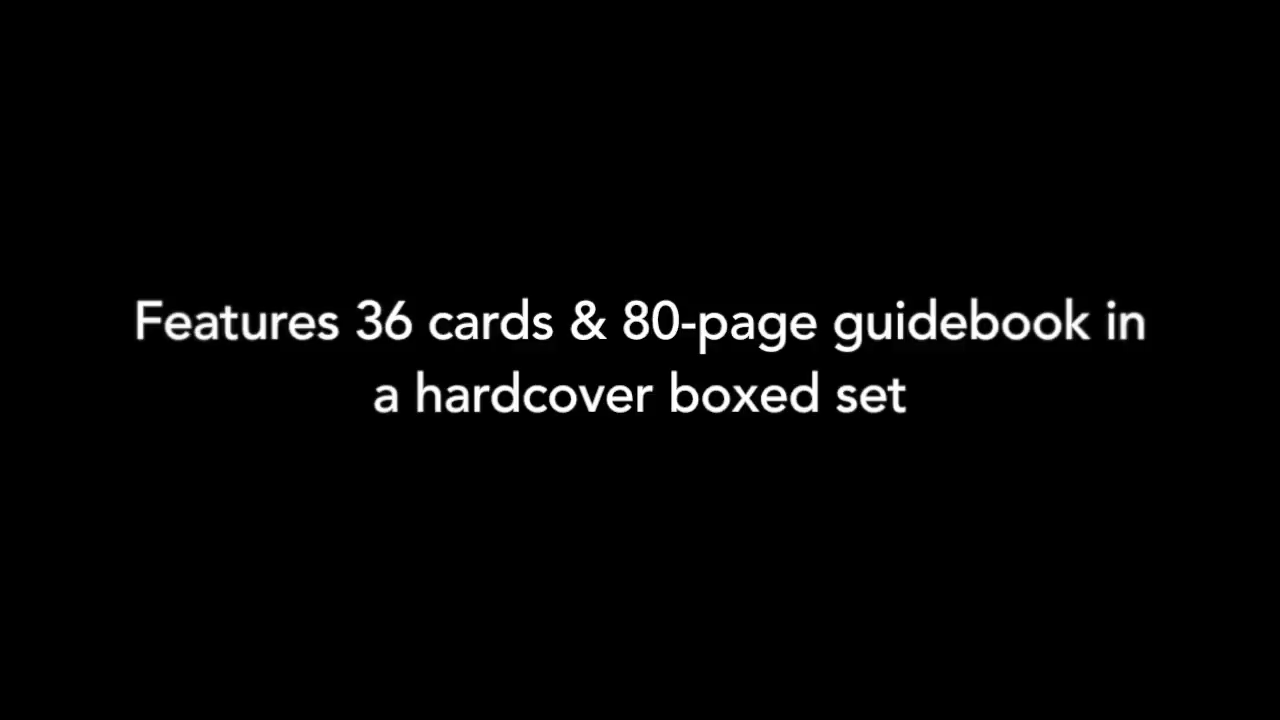 Features 36 cards & 80-page guidebook in
a hardcover boxed set